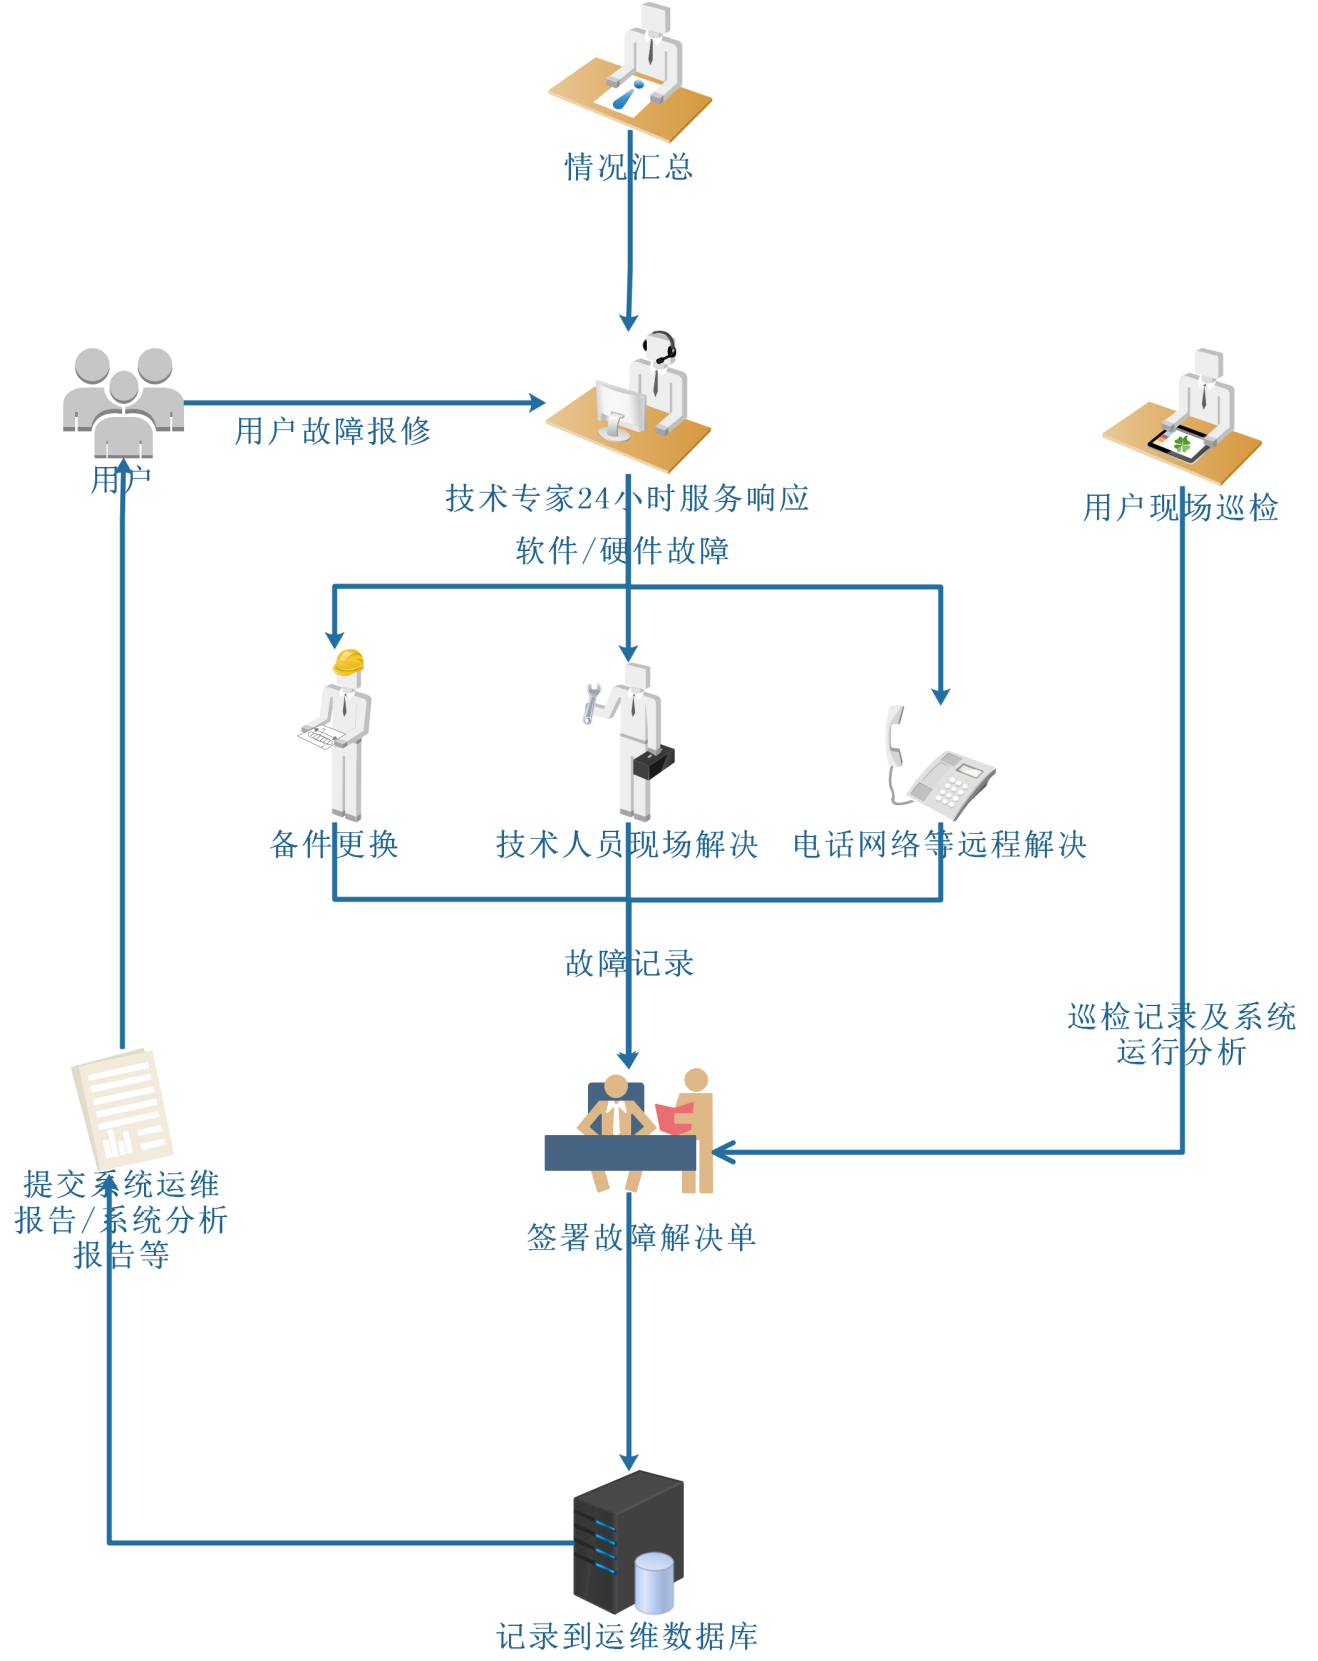 情况汇总
用户故障报修
用户
技术专家24小时服务响应
用户现场巡检
软件/硬件故障
备件更换
技术人员现场解决
电话网络等远程解决
故障记录
巡检记录及系统
运行分析
提交系统运维
报告/系统分析
报告等
签署故障解决单
记录到运维数据库